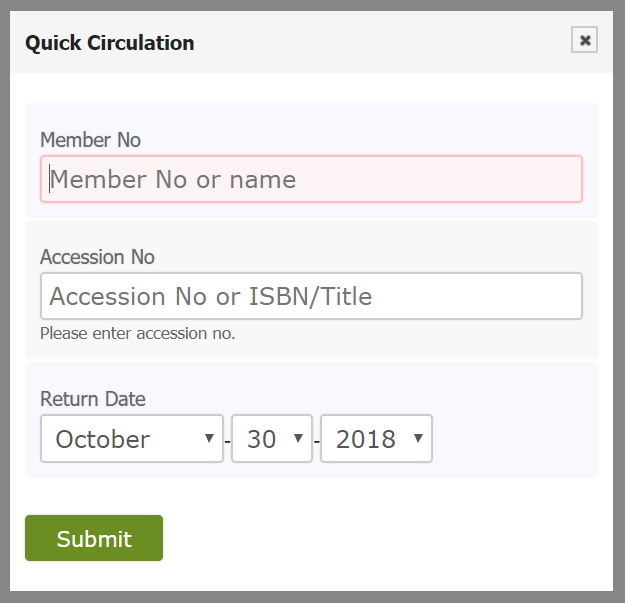 Quick Circulation
Member No
Member No or name
Accession No
Accession No or ISBN/Title
Please enter accession no.
Return Date
October - 30 - 2018
Submit